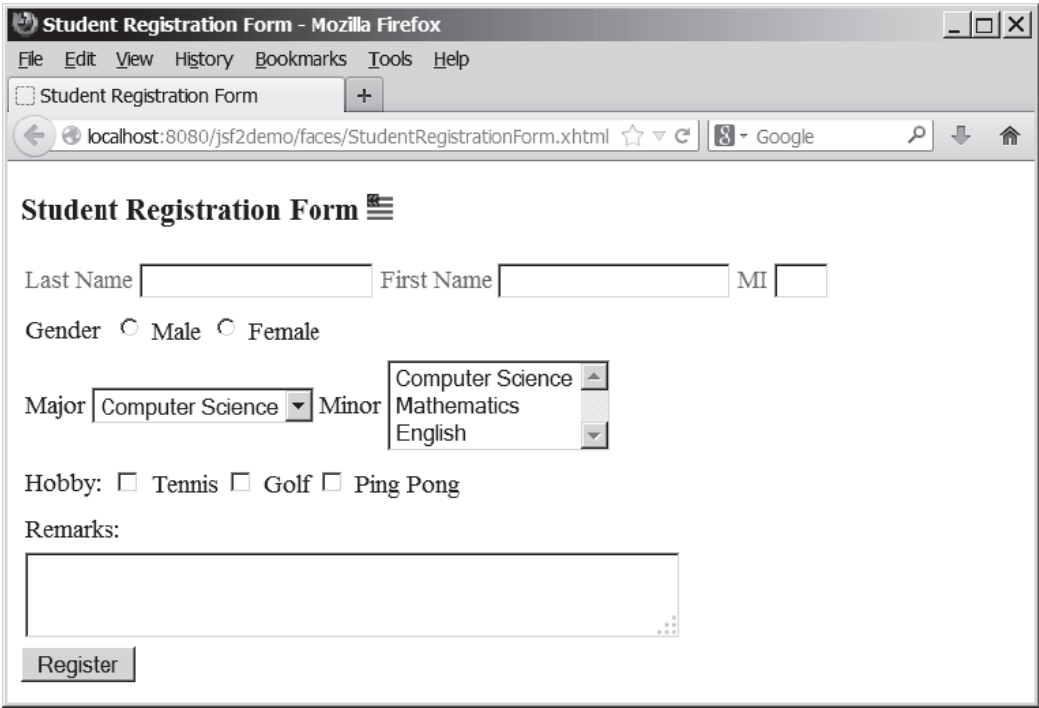 Student Registration Form - Mozilla Firefox
File Edit View History Bookmarks Tools Help
Student Registration Form +
localhost:8080/jsf2demo/faces/StudentRegistrationForm.xhtml 8 Google
Student Registration Form
Last Name First Name MI
Gender Male Female
Major Computer Science Minor Computer Science
Mathematics
English
Hobby: Tennis Golf Ping Pong
Remarks:
Register